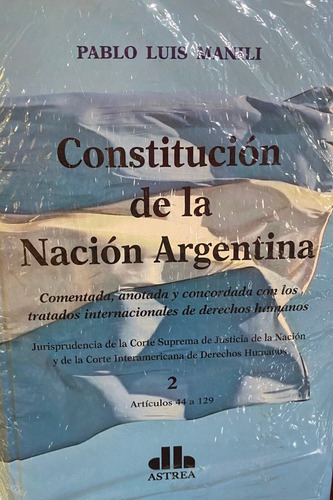 PABLO LUIS MANILI
Constitución
de la
Nación Argentina
Comentada, anotada y concordada con los
tratados internacionales de derechos humanos
Jurisprudencia de la Corte Suprema de Justicia de la Nación
y de la Corte Interamericana de Derechos Humanos
2
Artículos 44 a 129
ASTREA